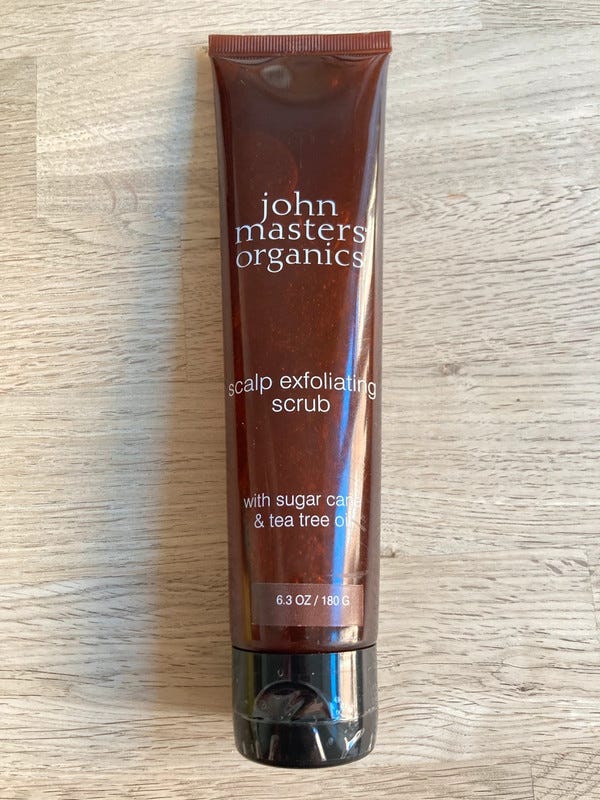 john
masters
organics
scalp exfoliating
scrub
with sugar cane
& tea tree oil
6.3 OZ / 180 G